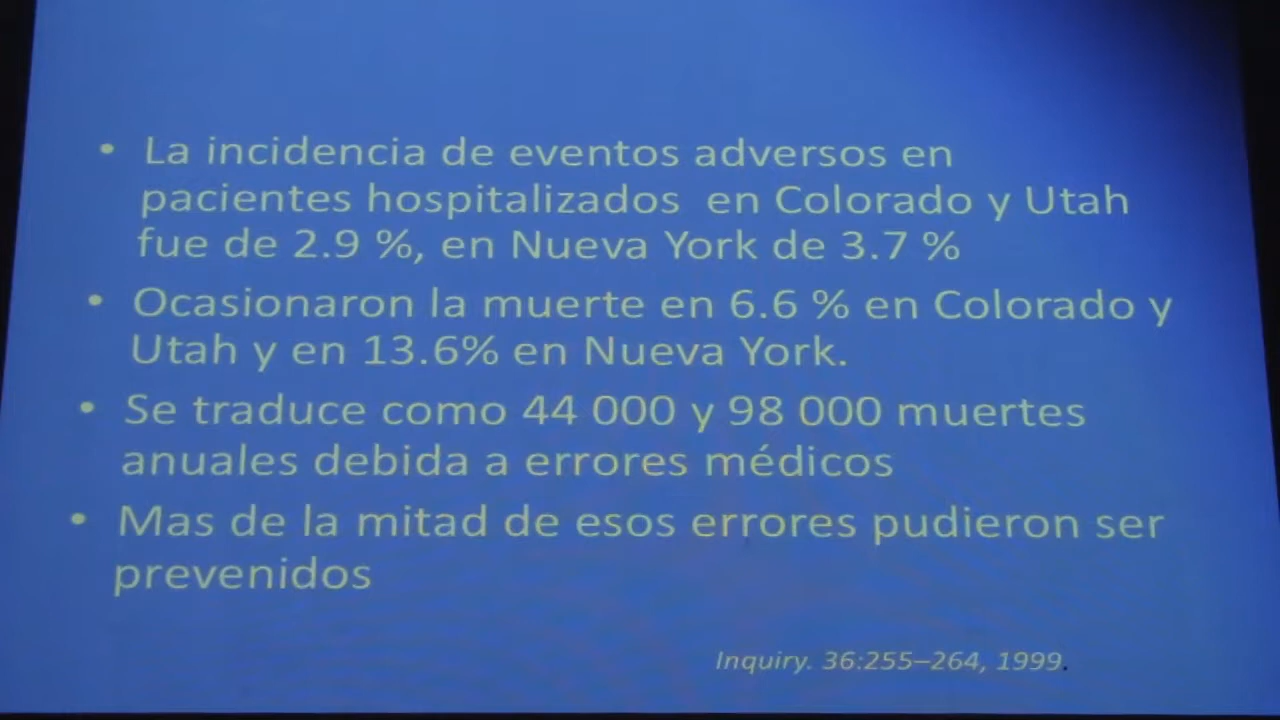 • La incidencia de eventos adversos en
pacientes hospitalizados en Colorado y Utah
fue de 2.9 %, en Nueva York de 3.7 %
• Ocasionaron la muerte en 6.6 % en Colorado y
Utah y en 13.6% en Nueva York.
• Se traduce como 44 000 y 98 000 muertes
anuales debida a errores médicos
• Mas de la mitad de esos errores pudieron ser
prevenidos
Inquiry. 36:255–264, 1999.